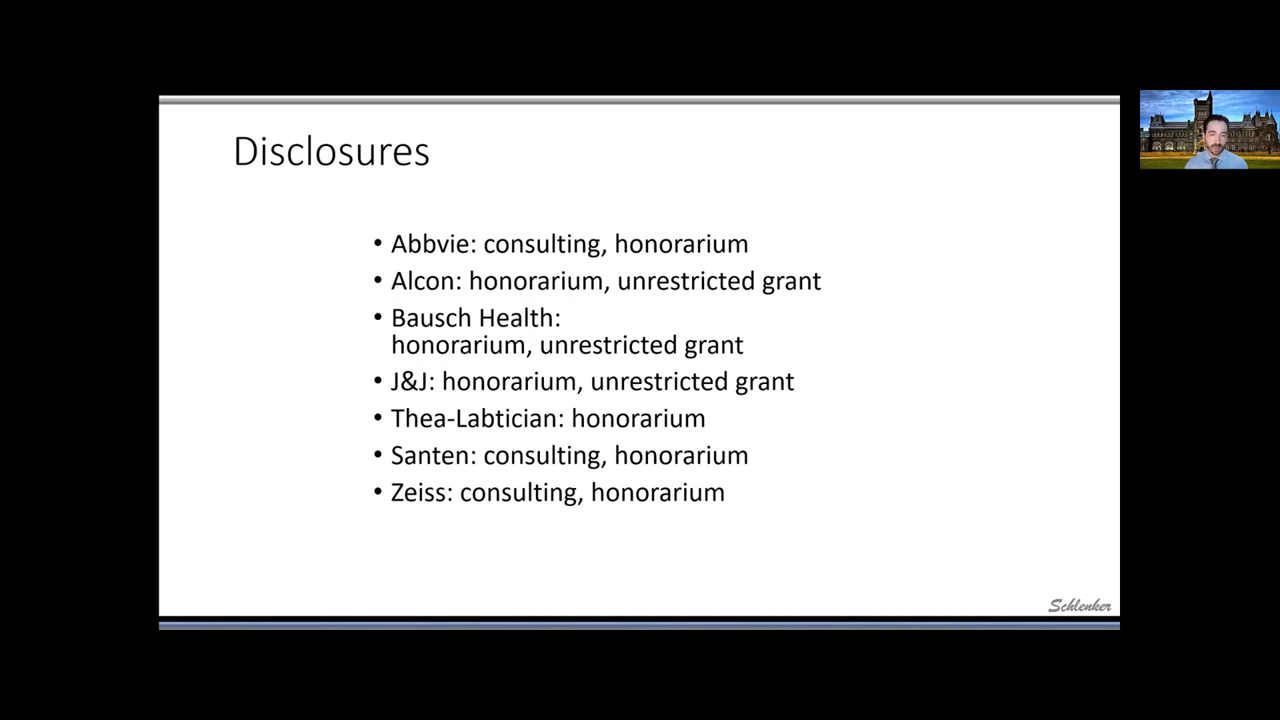 Disclosures
• Abbvie: consulting, honorarium
• Alcon: honorarium, unrestricted grant
• Bausch Health:
honorarium, unrestricted grant
• J&J: honorarium, unrestricted grant
• Thea-Labtician: honorarium
• Santen: consulting, honorarium
• Zeiss: consulting, honorarium
Schlenker